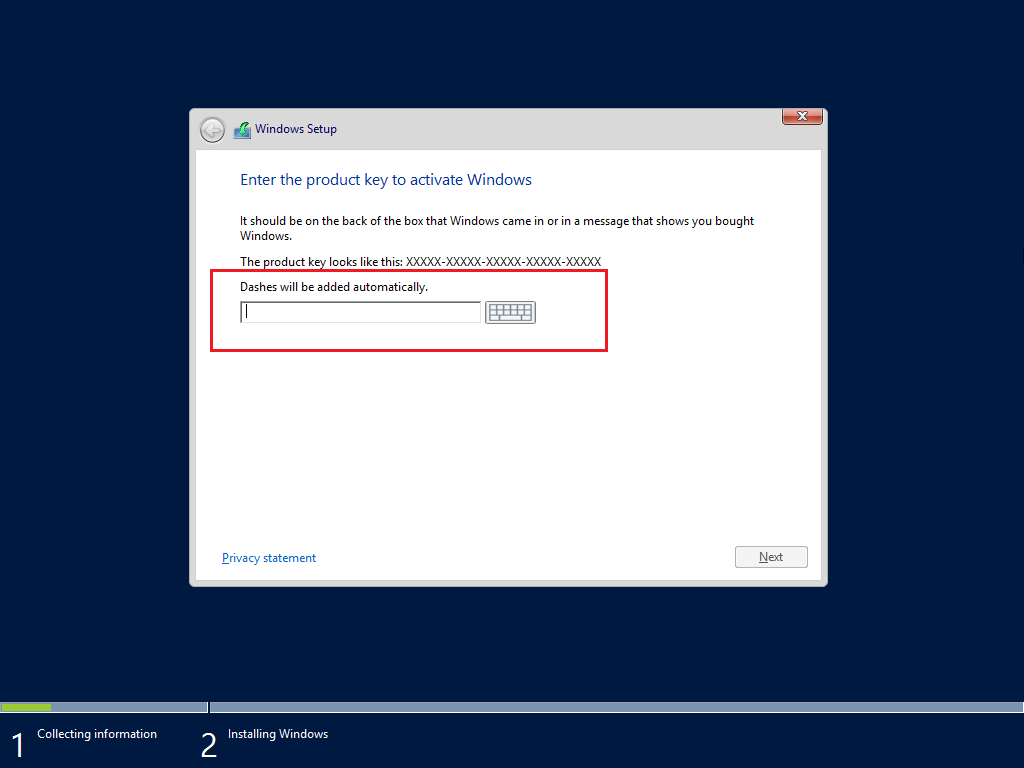 Windows Setup
Enter the product key to activate Windows
It should be on the back of the box that Windows came in or in a message that shows you bought
Windows.
The product key looks like this: XXXXX-XXXXX-XXXXX-XXXXX-XXXXX
Dashes will be added automatically.
Privacy statement
Next
1 Collecting information
2 Installing Windows